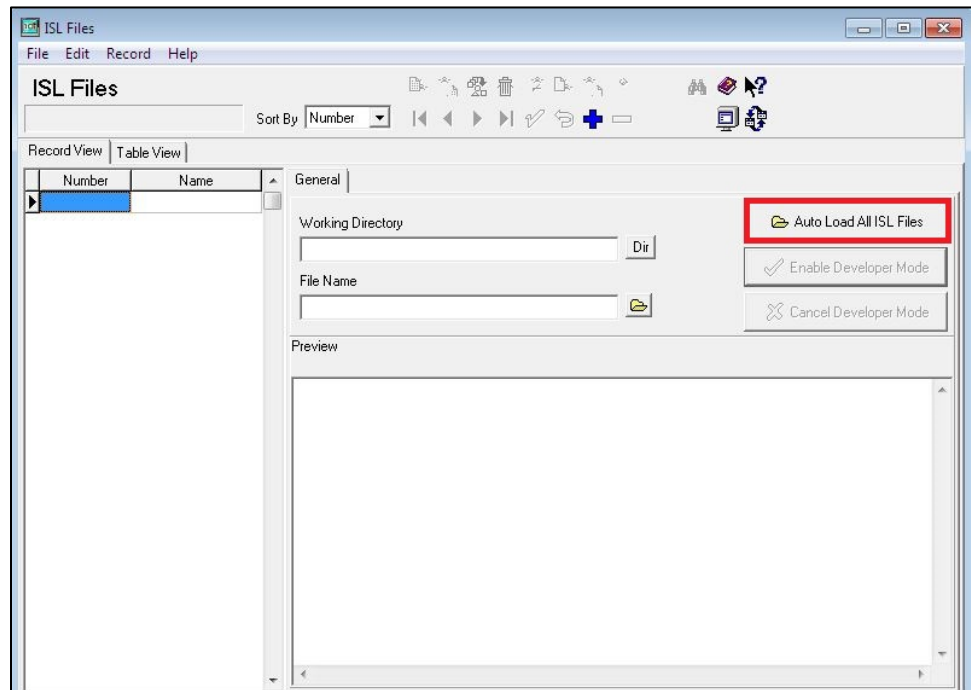 ISL Files
File Edit Record Help
ISL Files
Sort By Number
Record View Table View
Number Name
General
Working Directory
Dir
File Name
Auto Load All ISL Files
Enable Developer Mode
Cancel Developer Mode
Preview